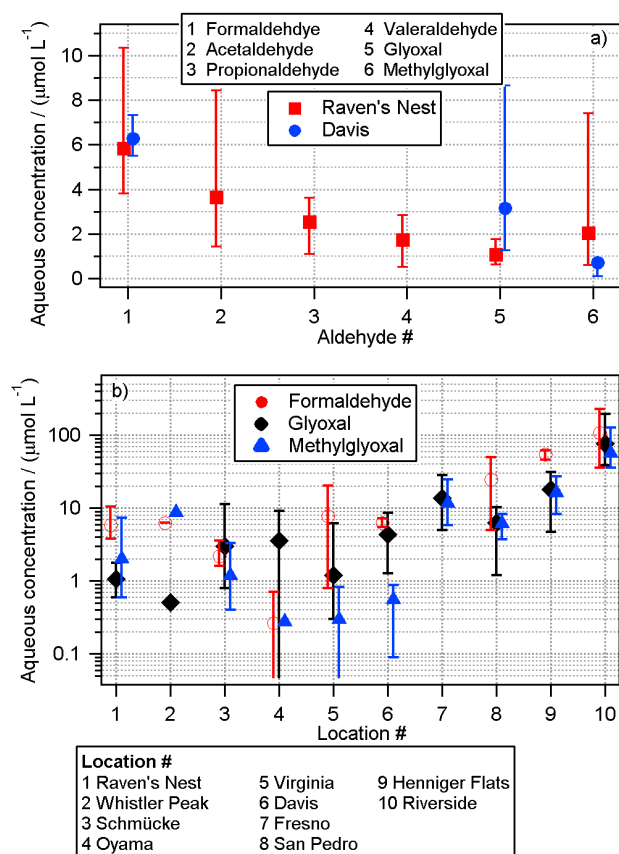 1 Formaldehdye 4 Valeraldehyde
2 Acetaldehyde 5 Glyoxal
3 Propionaldehyde 6 Methylglyoxal
a)
Raven's Nest
Davis
Aqueous concentration / (μmol L⁻¹)
10
8
6
4
2
0
1 2 3 4 5 6
Aldehyde #
b)
Formaldehyde
Glyoxal
Methylglyoxal
Aqueous concentration / (μmol L⁻¹)
100
10
1
0.1
1 2 3 4 5 6 7 8 9 10
Location #
Location #
1 Raven's Nest 5 Virginia 9 Henniger Flats
2 Whistler Peak 6 Davis 10 Riverside
3 Schmücke 7 Fresno
4 Oyama 8 San Pedro